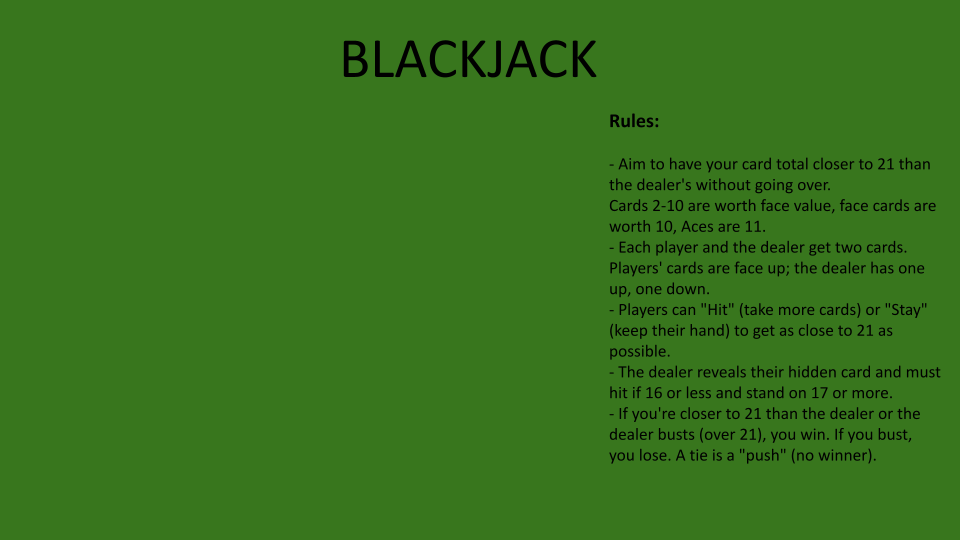 BLACKJACK
Rules:
- Aim to have your card total closer to 21 than
the dealer's without going over.
Cards 2-10 are worth face value, face cards are
worth 10, Aces are 11.
- Each player and the dealer get two cards.
Players' cards are face up; the dealer has one
up, one down.
- Players can "Hit" (take more cards) or "Stay"
(keep their hand) to get as close to 21 as
possible.
- The dealer reveals their hidden card and must
hit if 16 or less and stand on 17 or more.
- If you're closer to 21 than the dealer or the
dealer busts (over 21), you win. If you bust,
you lose. A tie is a "push" (no winner).